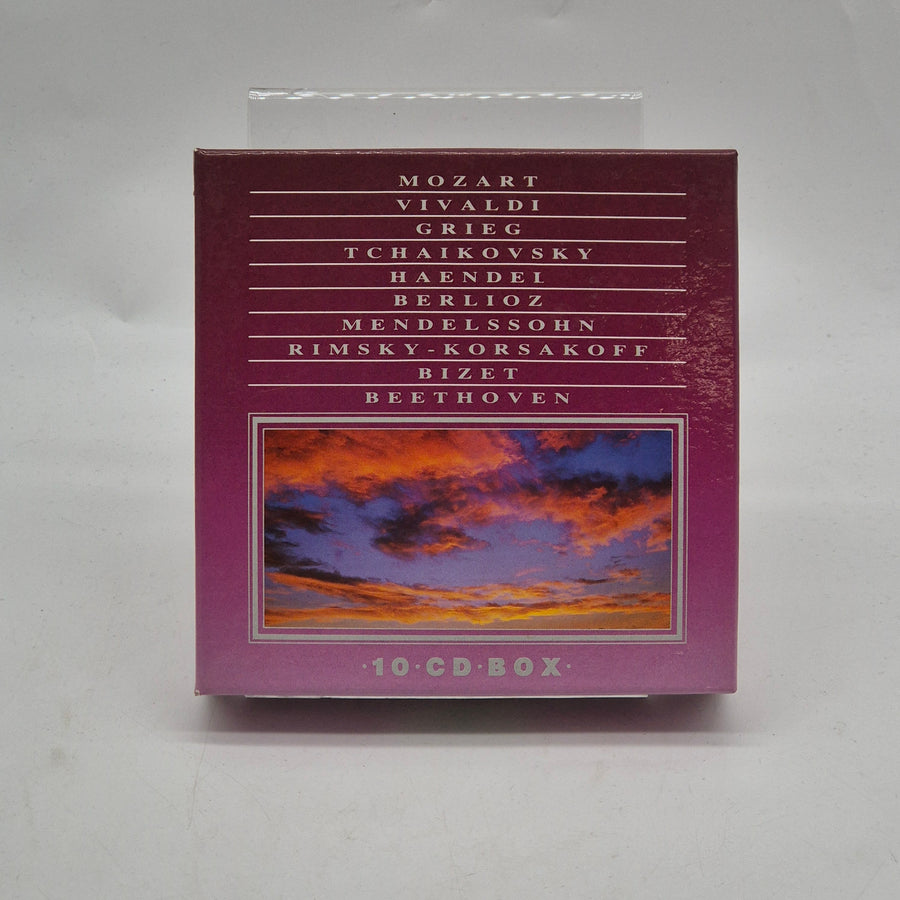 MOZART
VIVALDI
GRIEG
TCHAIKOVSKY
HAENDEL
BERLIOZ
MENDELSSOHN
RIMSKY-KORSAKOFF
BIZET
BEETHOVEN
·10·CD·BOX·